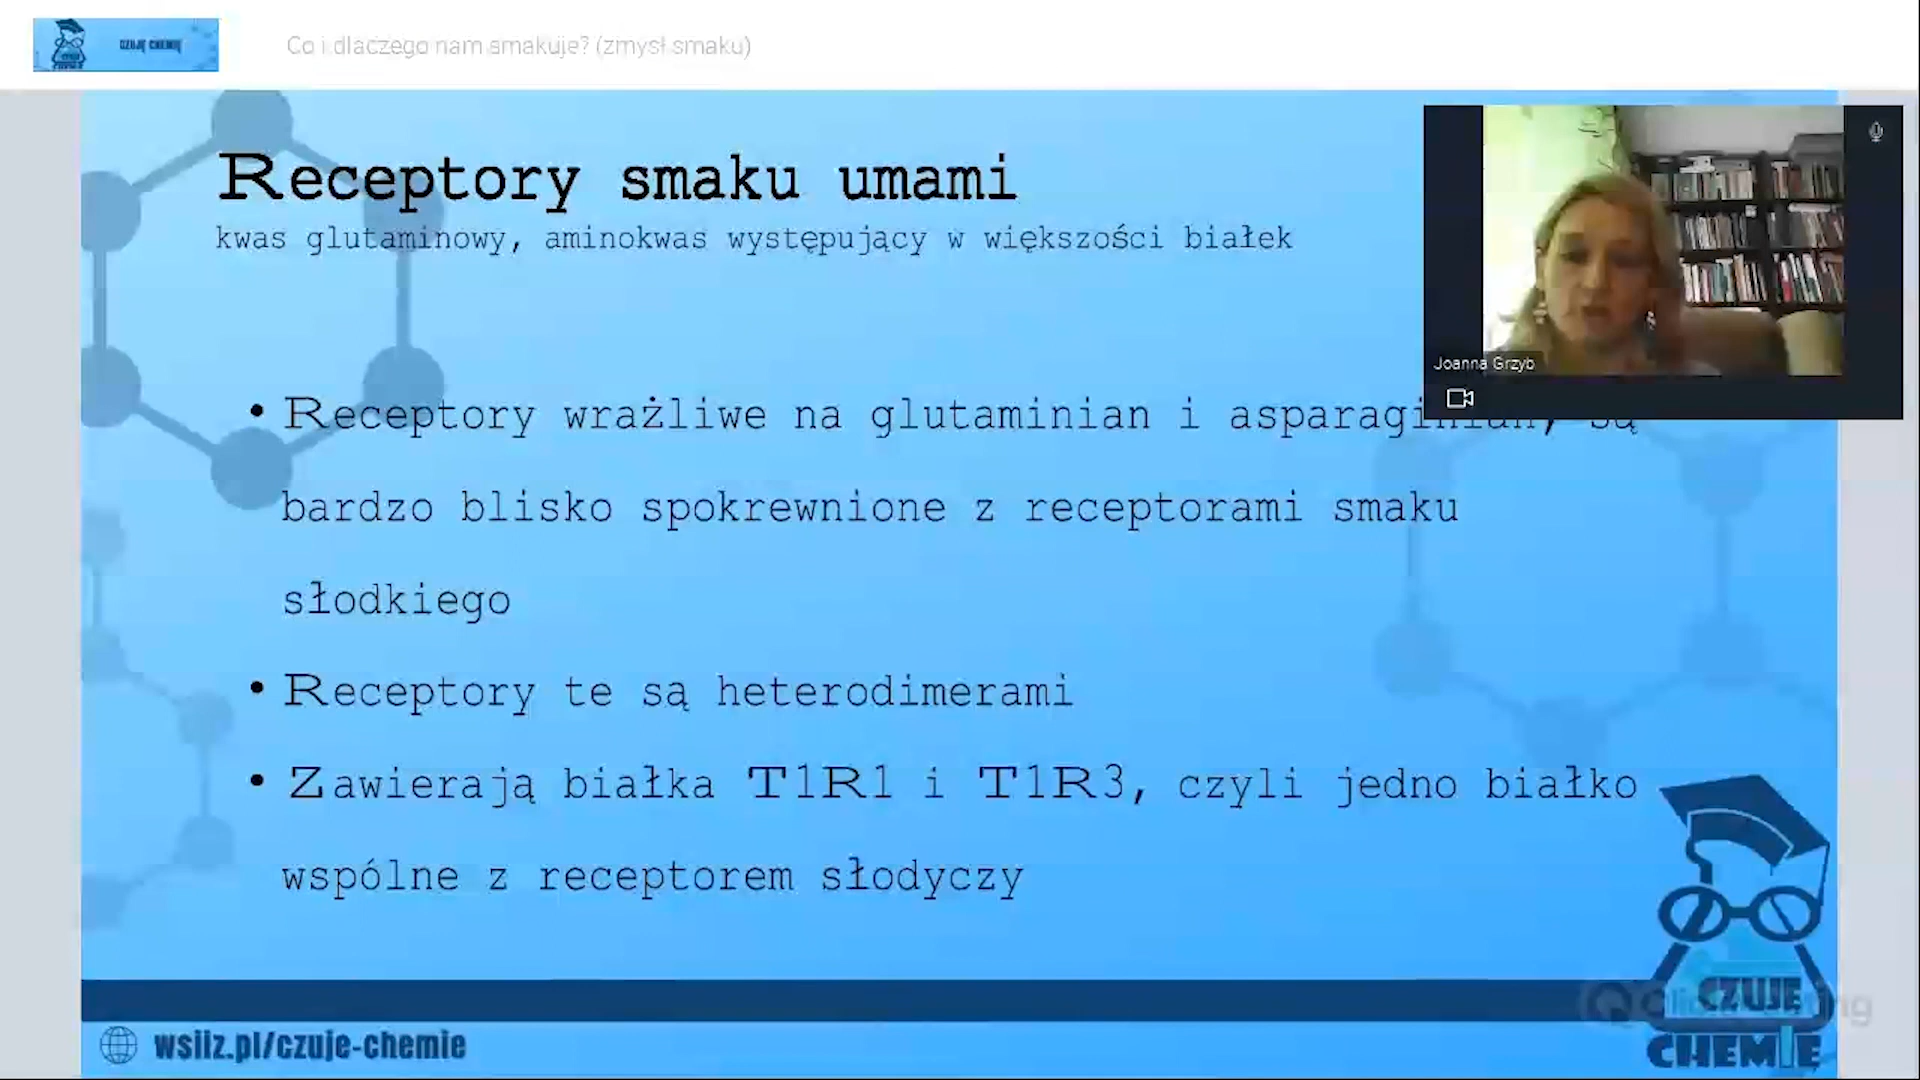 CZUJĘ CHEMIĘ
Co i dlaczego nam smakuje? (zmysł smaku)
Receptory smaku umami
kwas glutaminowy, aminokwas występujący w większości białek
Joanna Grzyb
• Receptory wrażliwe na glutaminian i asparaginian, są
bardzo blisko spokrewnione z receptorami smaku
słodkiego
• Receptory te są heterodimerami
• Zawierają białka T1R1 i T1R3, czyli jedno białko
wspólne z receptorem słodyczy
CZUJĘ
CHEMIĘ
wsiiz.pl/czuje-chemie